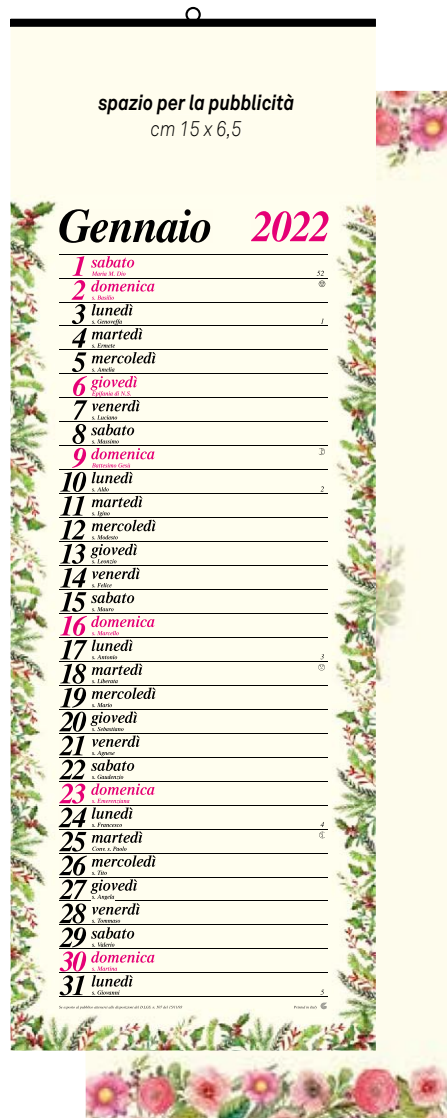 spazio per la pubblicità
cm 15 x 6,5
Gennaio 2022
1 sabato
Maria M. Dio 52
2 domenica
s. Basilio
3 lunedì
s. Genoveffa 1
4 martedì
s. Ermete
5 mercoledì
s. Amelia
6 giovedì
Epifania di N.S.
7 venerdì
s. Luciano
8 sabato
s. Massimo
9 domenica
Battesimo Gesù
10 lunedì
s. Aldo 2
11 martedì
s. Igino
12 mercoledì
s. Modesto
13 giovedì
s. Leonzio
14 venerdì
s. Felice
15 sabato
s. Mauro
16 domenica
s. Marcello
17 lunedì
s. Antonio 3
18 martedì
s. Liberata
19 mercoledì
s. Mario
20 giovedì
s. Sebastiano
21 venerdì
s. Agnese
22 sabato
s. Gaudenzio
23 domenica
s. Emerenziana
24 lunedì
s. Francesco 4
25 martedì
Conv. s. Paolo
26 mercoledì
s. Tito
27 giovedì
s. Angela
28 venerdì
s. Tommaso
29 sabato
s. Valerio
30 domenica
s. Martina
31 lunedì
s. Giovanni 5
Printed in Italy